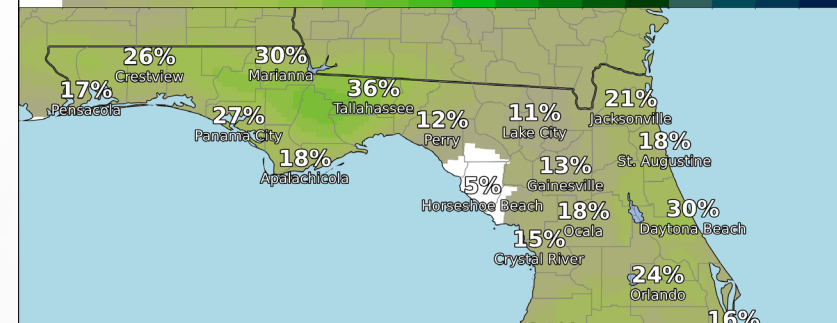 26%
Crestview
30%
Marianna
17%
Pensacola
36%
Tallahassee
27%
Panama City
12%
Perry
11%
Lake City
21%
Jacksonville
18%
St. Augustine
18%
Apalachicola
13%
Gainesville
5%
Horseshoe Beach
18%
Ocala
30%
Daytona Beach
15%
Crystal River
24%
Orlando
16%